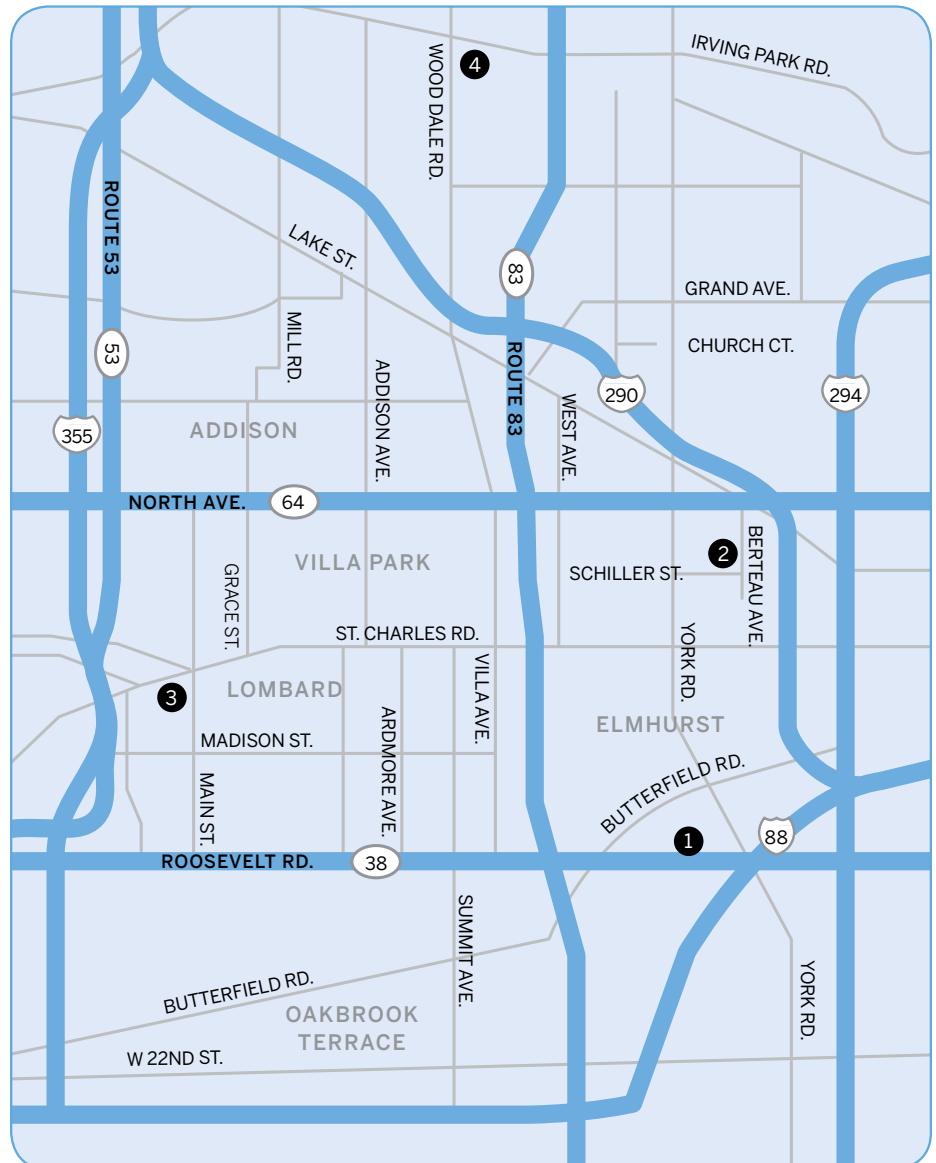 IRVING PARK RD.
WOOD DALE RD.
4
ROUTE 53
LAKE ST.
83
GRAND AVE.
MILL RD.
53
ROUTE 83
CHURCH CT.
ADDISON AVE.
290
294
WEST AVE.
355
ADDISON
NORTH AVE.
64
BERTEAU AVE.
2
VILLA PARK
GRACE ST.
SCHILLER ST.
ST. CHARLES RD.
YORK RD.
VILLA AVE.
3
LOMBARD
ELMHURST
ARDMORE AVE.
MADISON ST.
BUTTERFIELD RD.
MAIN ST.
1
88
ROOSEVELT RD.
38
SUMMIT AVE.
YORK RD.
BUTTERFIELD RD.
OAKBROOK
TERRACE
W 22ND ST.